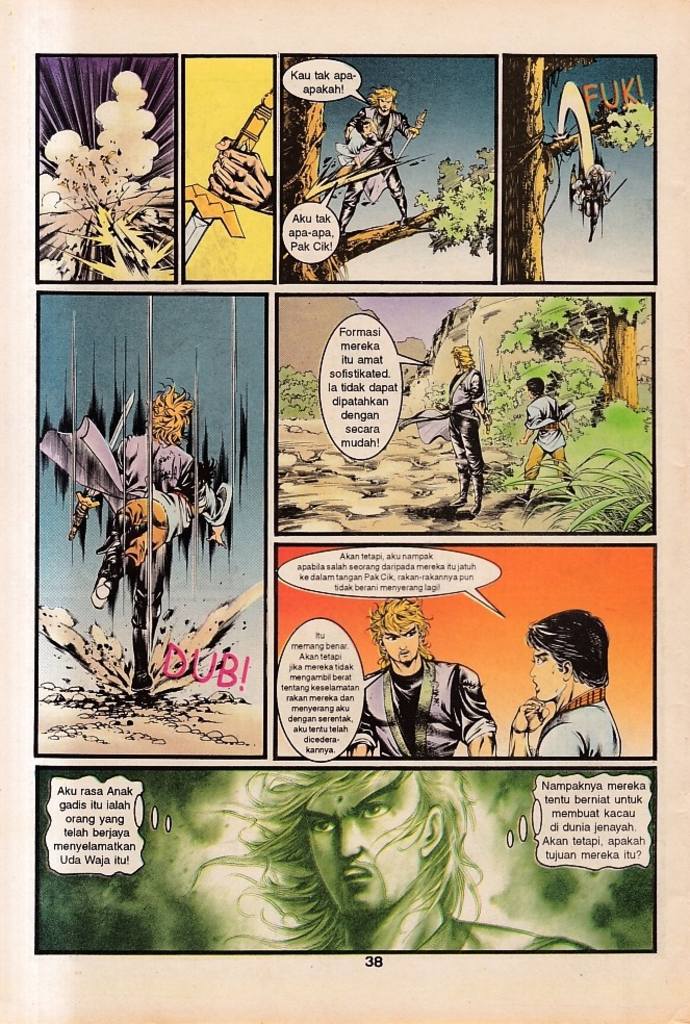 Kau tak apa-
apakah!
Aku tak
apa-apa,
Pak Cik!
FUK!
DUB!
Formasi
mereka
itu amat
sofistikated.
Ia tidak dapat
dipatahkan
dengan
secara
mudah!
Akan tetapi, aku nampak
apabila salah seorang daripada mereka itu jatuh
ke dalam tangan Pak Cik, rakan-rakannya pun
tidak berani menyerang lagi!
Itu
memang benar.
Akan tetapi
jika mereka tidak
mengambil berat
tentang keselamatan
rakan mereka dan
menyerang aku
dengan serentak,
aku tentu telah
dicedera-
kannya.
Aku rasa Anak
gadis itu ialah
orang yang
telah berjaya
menyelamatkan
Uda Waja itu!
Nampaknya mereka
tentu berniat untuk
membuat kacau
di dunia jenayah.
Akan tetapi, apakah
tujuan mereka itu?
38